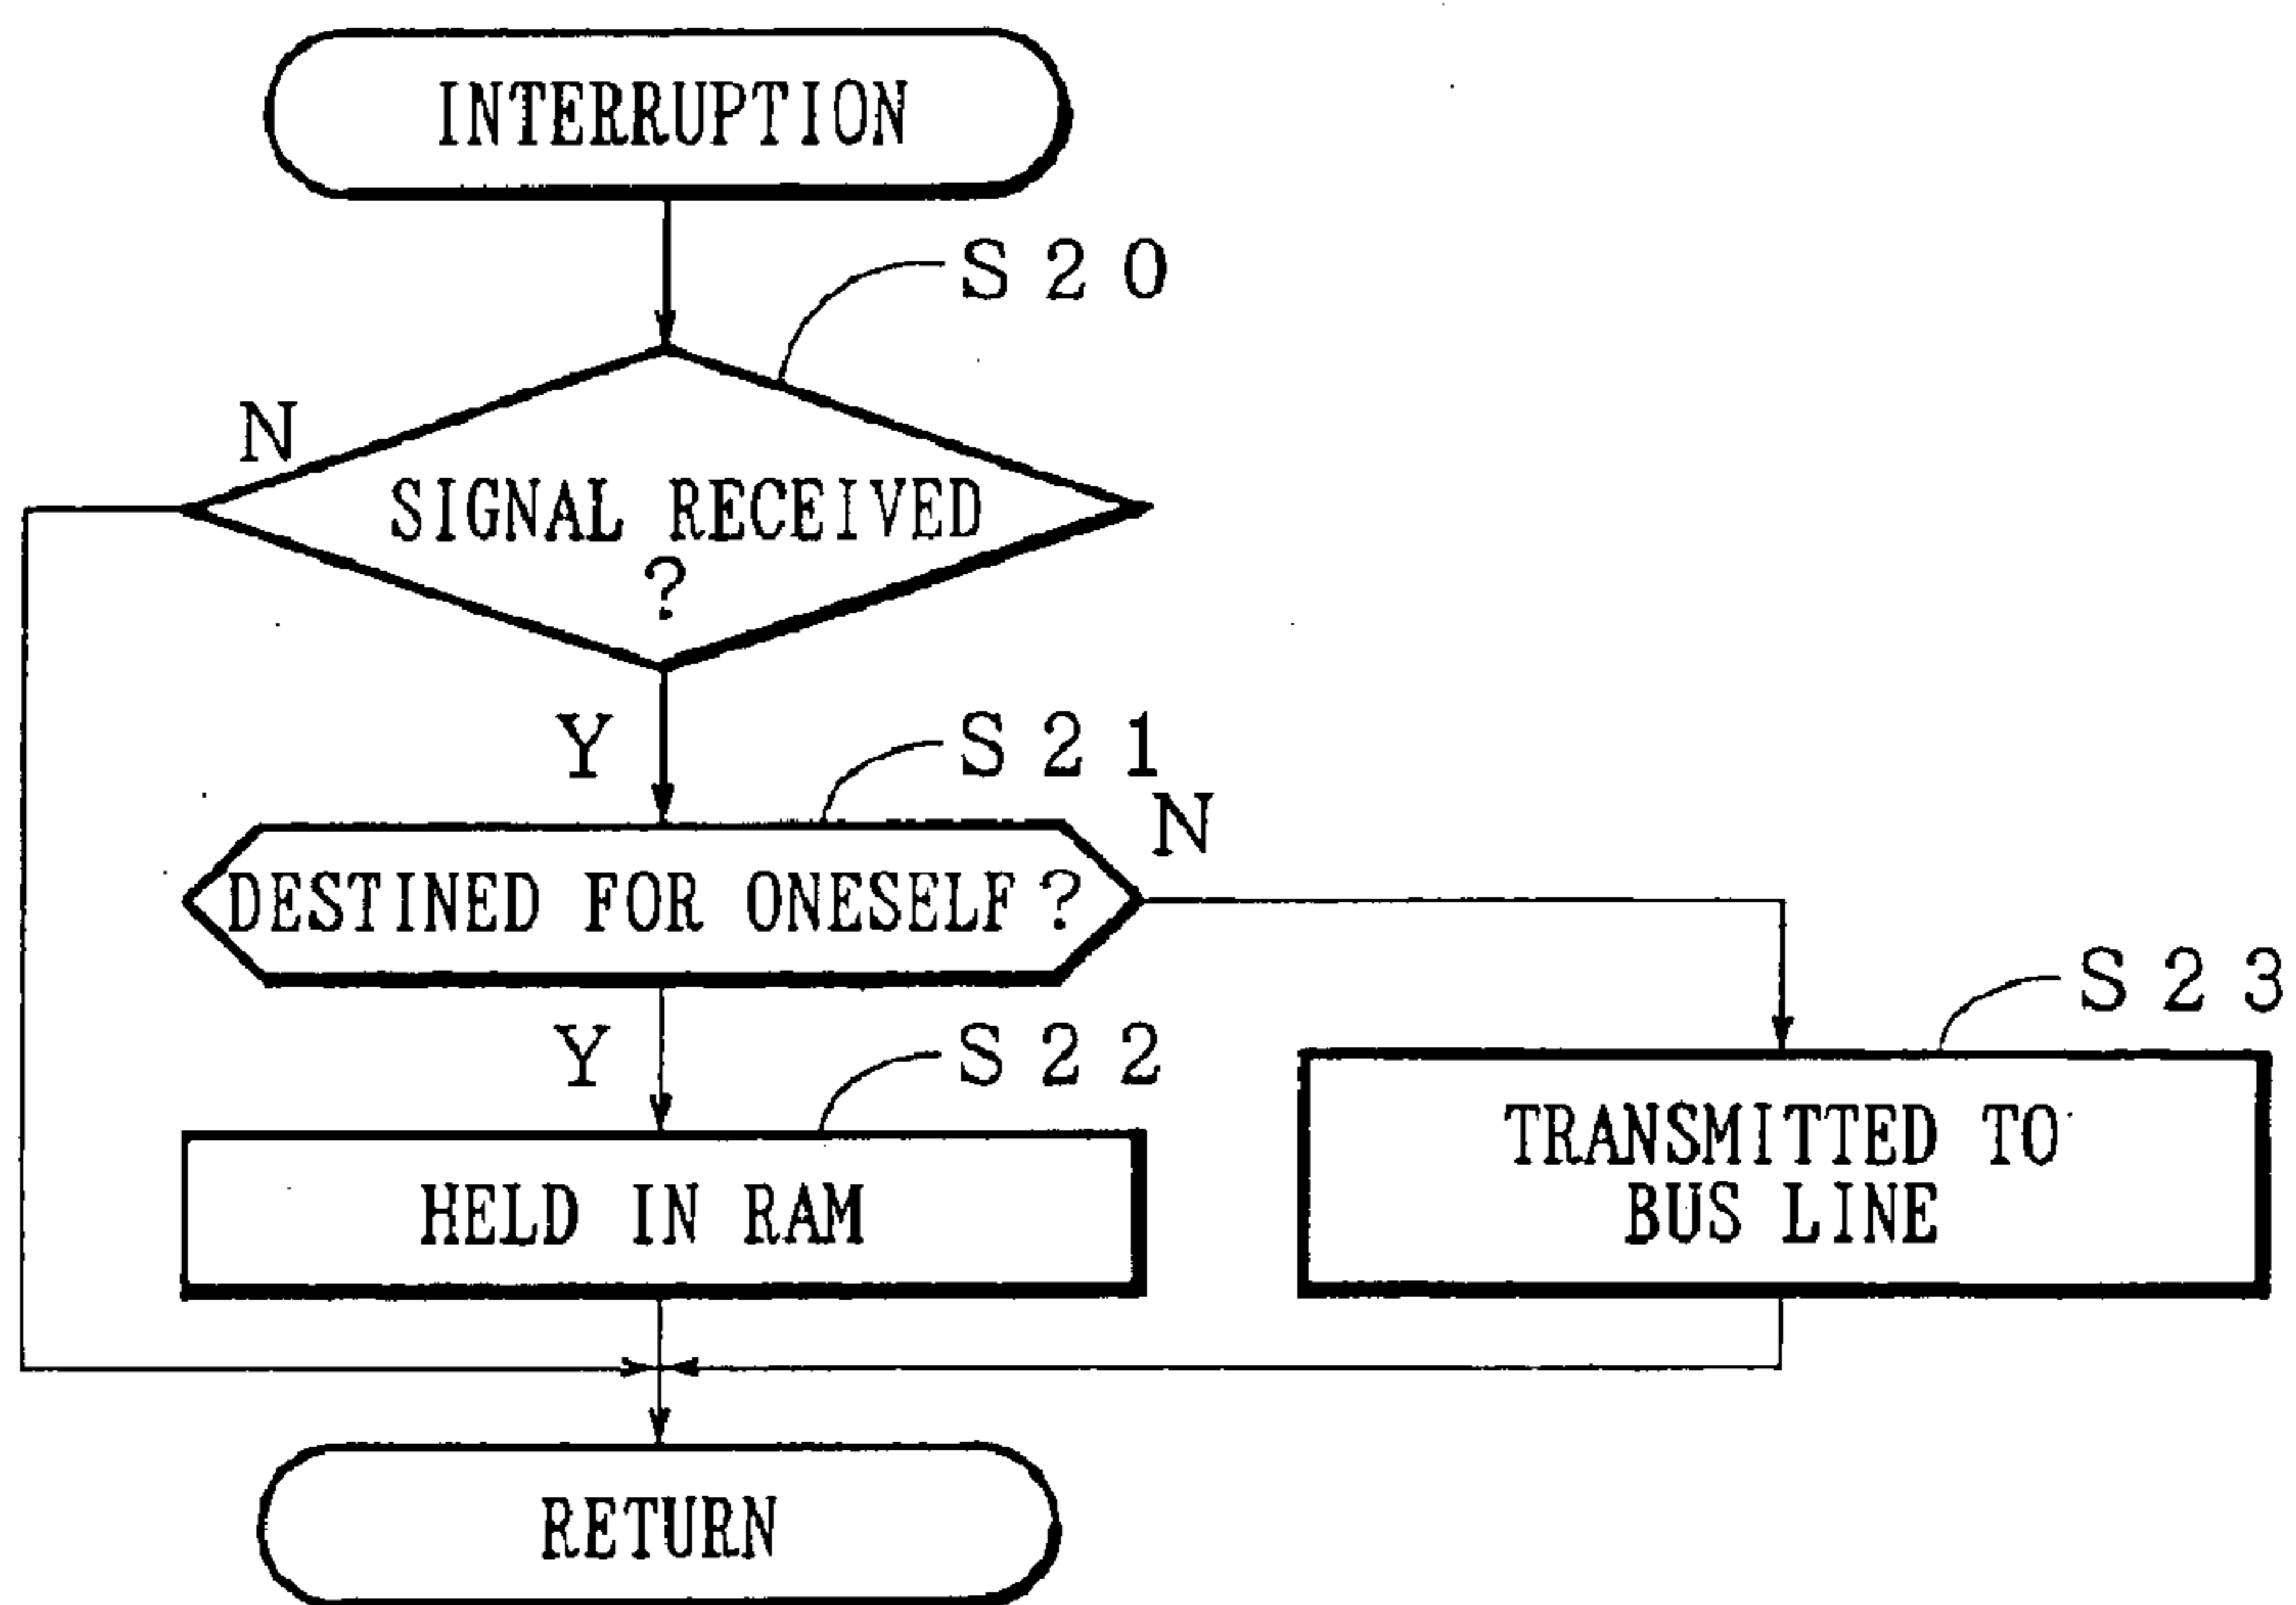 INTERRUPTION
S20
N
SIGNAL RECEIVED
?
Y
S21
N
DESTINED FOR ONESELF?
Y
S22
S23
HELD IN RAM
TRANSMITTED TO
BUS LINE
RETURN